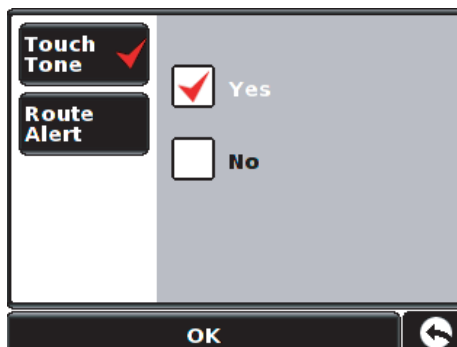 Touch
Tone
Yes
Route
Alert
No
OK